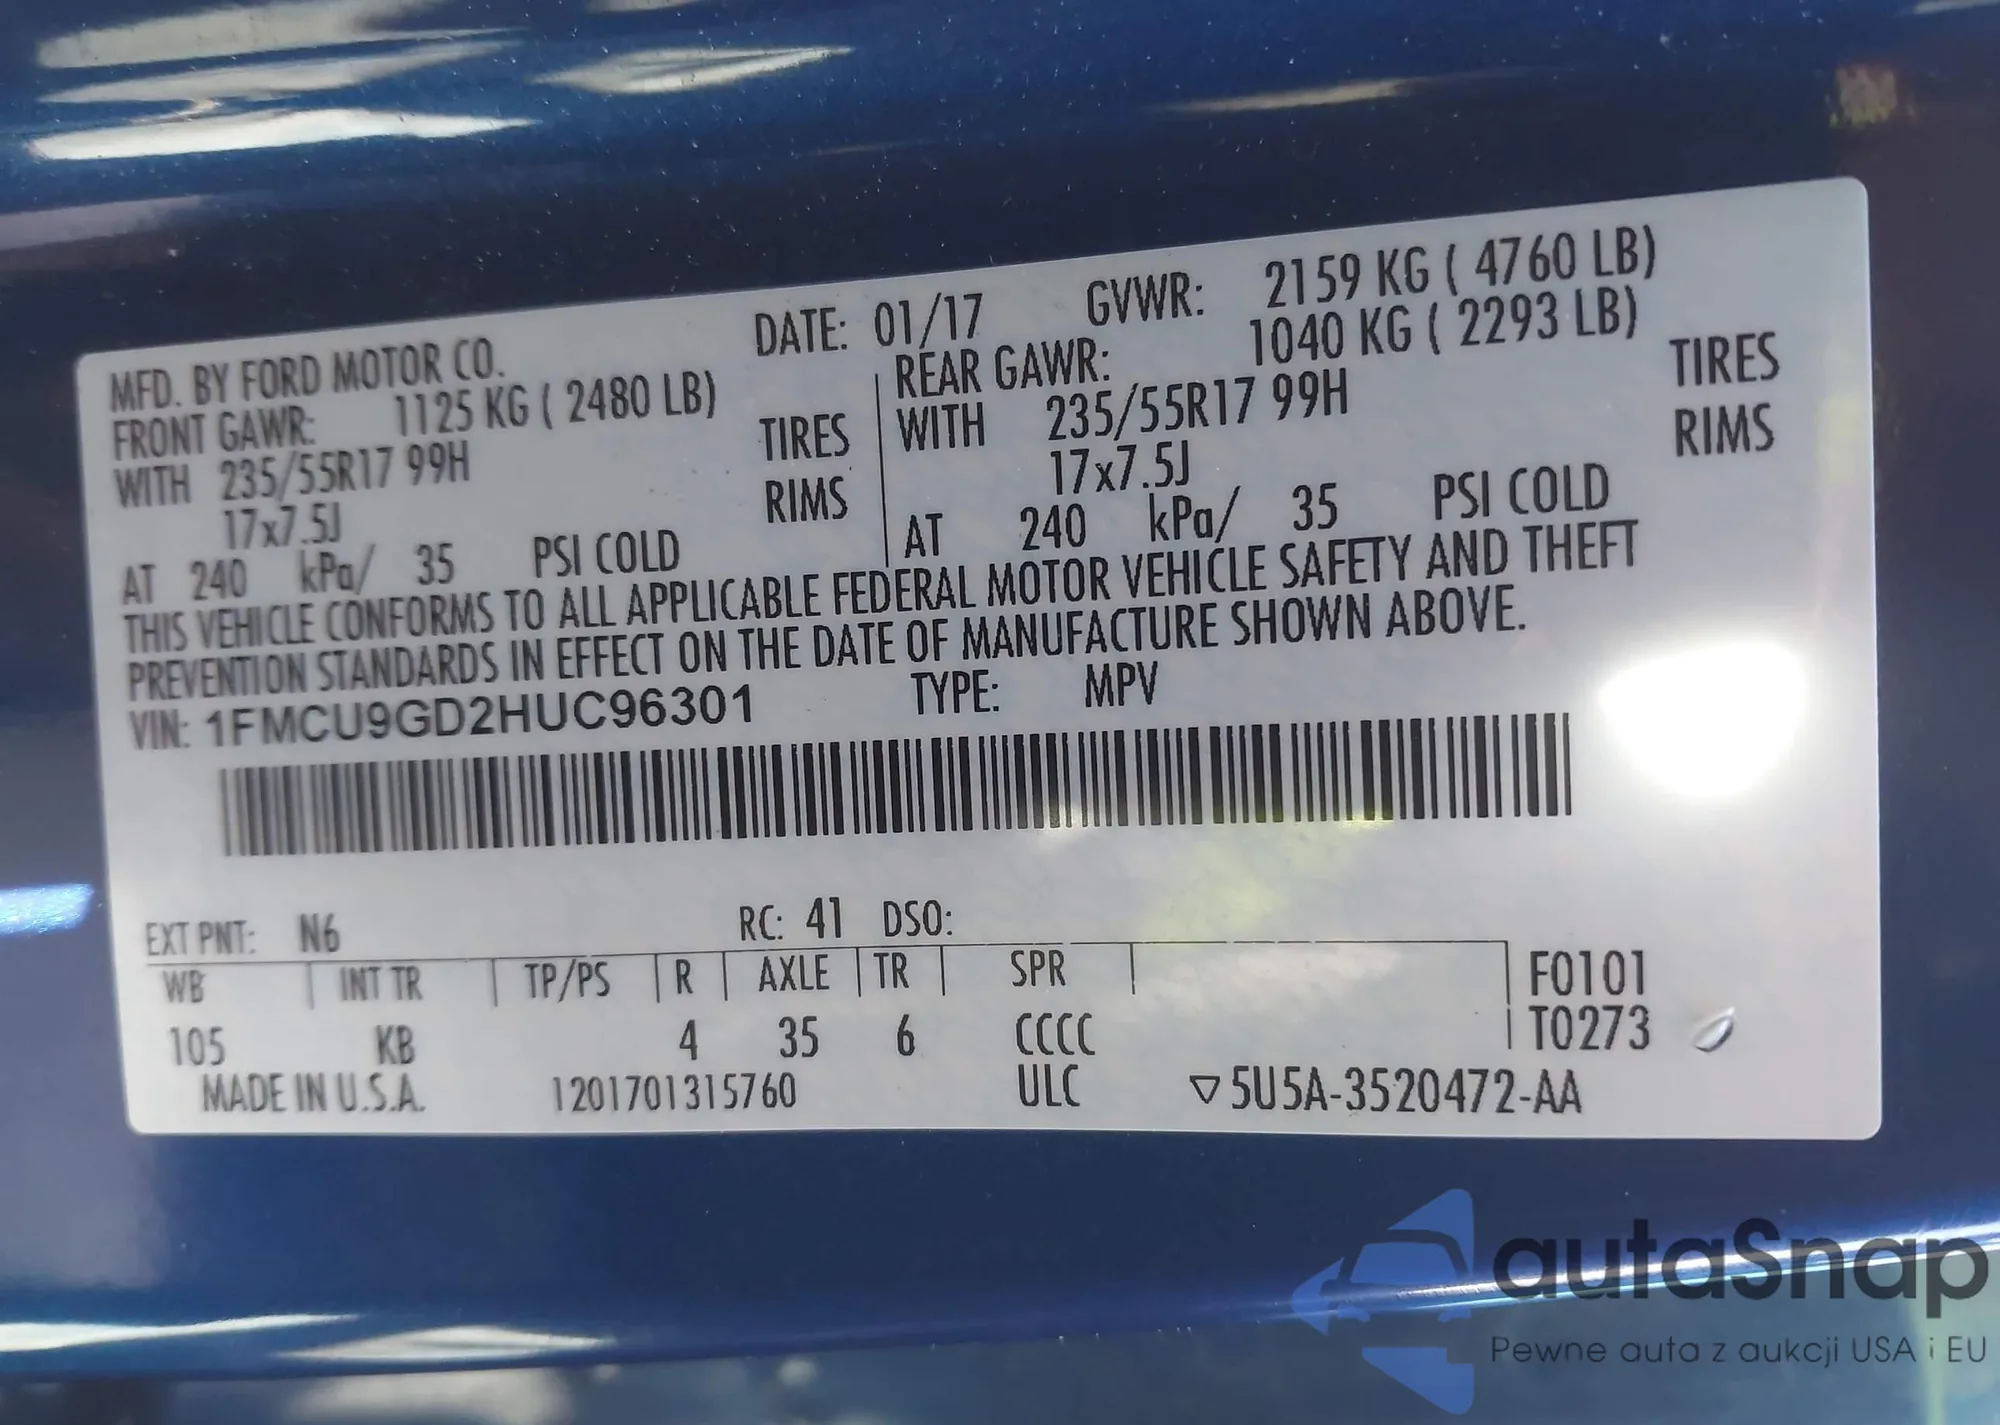 MFD. BY FORD MOTOR CO. DATE: 01/17 GVWR: 2159 KG ( 4760 LB)
FRONT GAWR: 1125 KG ( 2480 LB) REAR GAWR: 1040 KG ( 2293 LB)
WITH 235/55R17 99H TIRES WITH 235/55R17 99H TIRES
17x7.5J RIMS 17x7.5J RIMS
AT 240 kPa/ 35 PSI COLD AT 240 kPa/ 35 PSI COLD
THIS VEHICLE CONFORMS TO ALL APPLICABLE FEDERAL MOTOR VEHICLE SAFETY AND THEFT
PREVENTION STANDARDS IN EFFECT ON THE DATE OF MANUFACTURE SHOWN ABOVE.
VIN: 1FMCU9GD2HUC96301 TYPE: MPV
EXT PNT: N6 RC: 41 DSO:
WB INT TR TP/PS R AXLE TR SPR F0101
105 KB 4 35 6 CCCC T0273
MADE IN U.S.A. 1201701315760 ULC ▽5U5A-3520472-AA
autaSnap
Pewne auta z aukcji USA i EU